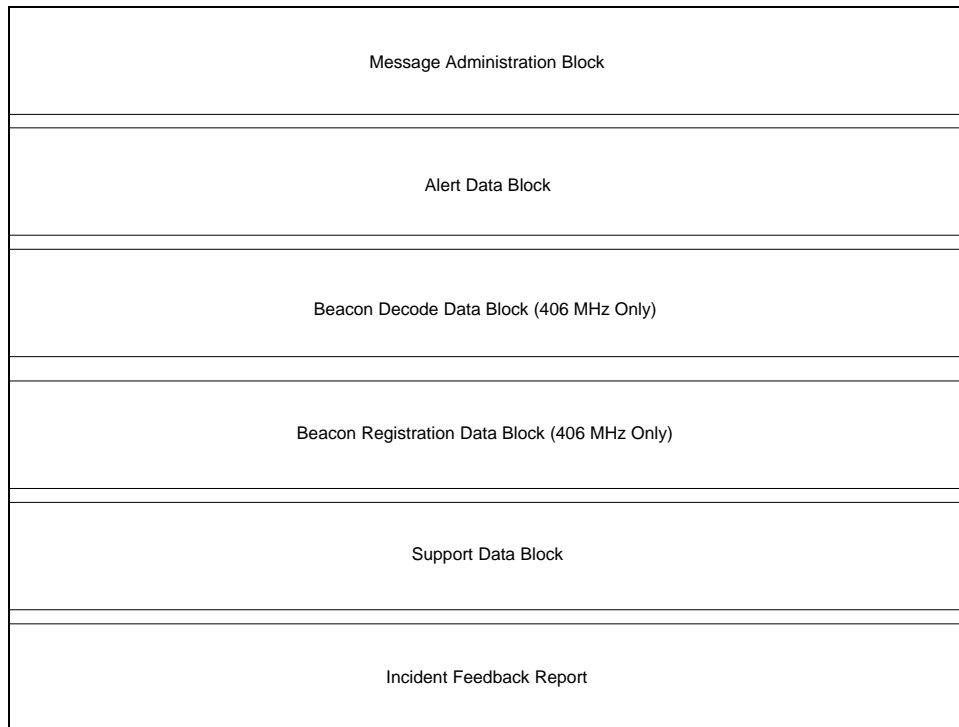 Message Administration Block
Alert Data Block
Beacon Decode Data Block (406 MHz Only)
Beacon Registration Data Block (406 MHz Only)
Support Data Block
Incident Feedback Report